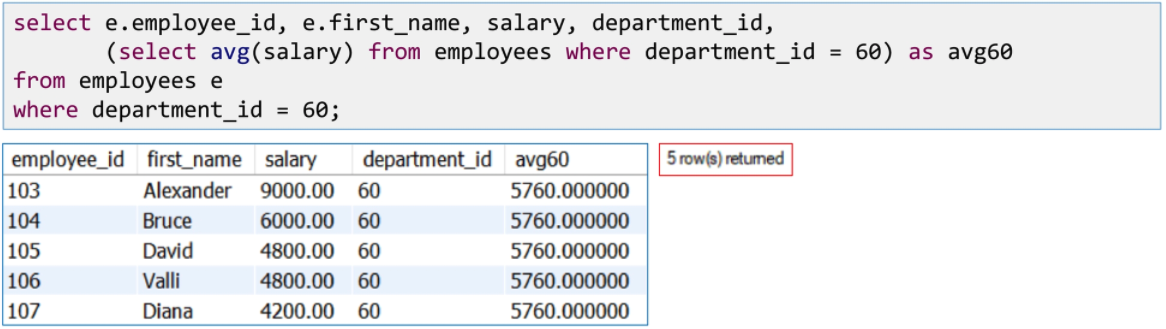 select e.employee_id, e.first_name, salary, department_id,
(select avg(salary) from employees where department_id = 60) as avg60
from employees e
where department_id = 60;
employee_id first_name salary department_id avg60
103 Alexander 9000.00 60 5760.000000
104 Bruce 6000.00 60 5760.000000
105 David 4800.00 60 5760.000000
106 Valli 4800.00 60 5760.000000
107 Diana 4200.00 60 5760.000000
5 row(s) returned